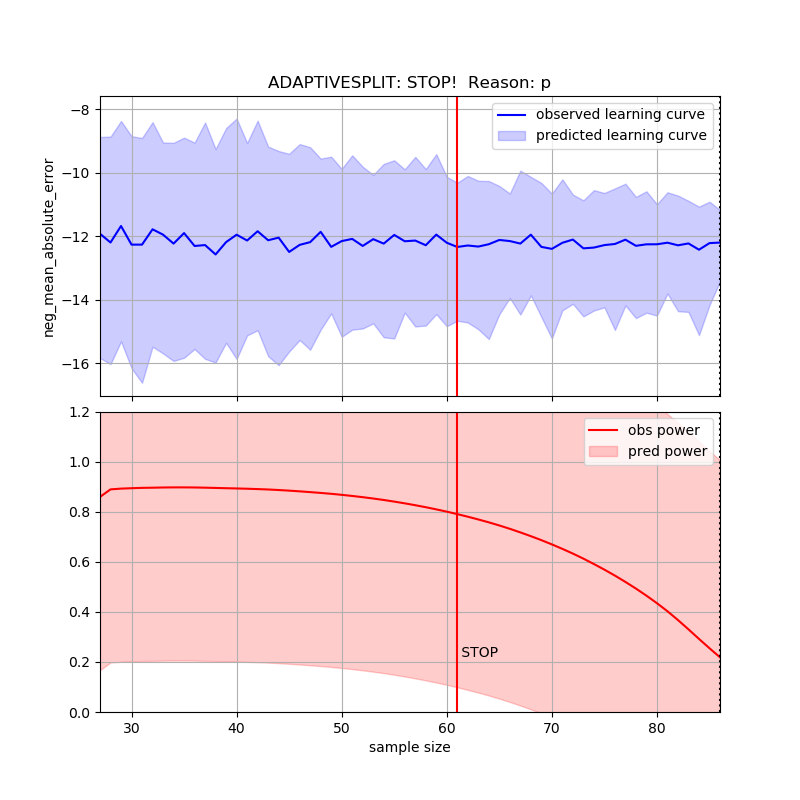 ADAPTIVESPLIT: STOP!  Reason: p
neg_mean_absolute_error
−8
−10
−12
−14
−16
observed learning curve
predicted learning curve
1.2
1.0
0.8
0.6
0.4
0.2
0.0
obs power
pred power
STOP
30 40 50 60 70 80
sample size